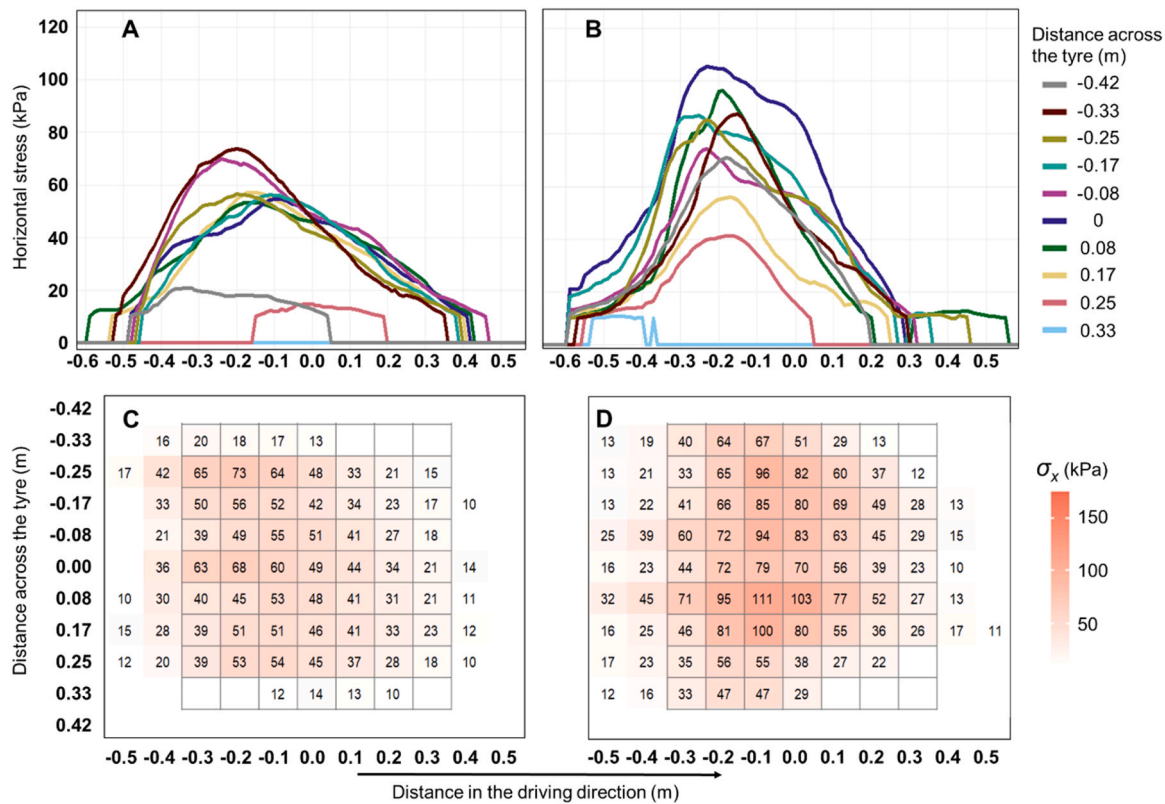 A
B
Horizontal stress (kPa)
120
100
80
60
40
20
0
-0.6 -0.5 -0.4 -0.3 -0.2 -0.1 0.0 0.1 0.2 0.3 0.4 0.5
-0.6 -0.5 -0.4 -0.3 -0.2 -0.1 0.0 0.1 0.2 0.3 0.4 0.5
Distance across
the tyre (m)
-0.42
-0.33
-0.25
-0.17
-0.08
0
0.08
0.17
0.25
0.33
Distance across the tyre (m)
-0.42
-0.33
-0.25
-0.17
-0.08
0.00
0.08
0.17
0.25
0.33
0.42
C
16 20 18 17 13
17 42 65 73 64 48 33 21 15
33 50 56 52 42 34 23 17 10
21 39 49 55 51 41 27 18
36 63 68 60 49 44 34 21 14
10 30 40 45 53 48 41 31 21 11
15 28 39 51 51 46 41 33 23 12
12 20 39 53 54 45 37 28 18 10
12 14 13 10
-0.5 -0.4 -0.3 -0.2 -0.1 0.0 0.1 0.2 0.3 0.4 0.5
D
13 19 40 64 67 51 29 13
13 21 33 65 96 82 60 37 12
13 22 41 66 85 80 69 49 28 13
25 39 60 72 94 83 63 45 29 15
16 23 44 72 79 70 56 39 23 10
32 45 71 95 111 103 77 52 27 13
16 25 46 81 100 80 55 36 26 17 11
17 23 35 56 55 38 27 22
12 16 33 47 47 29
-0.5 -0.4 -0.3 -0.2 -0.1 0.0 0.1 0.2 0.3 0.4 0.5
σx (kPa)
150
100
50
Distance in the driving direction (m)